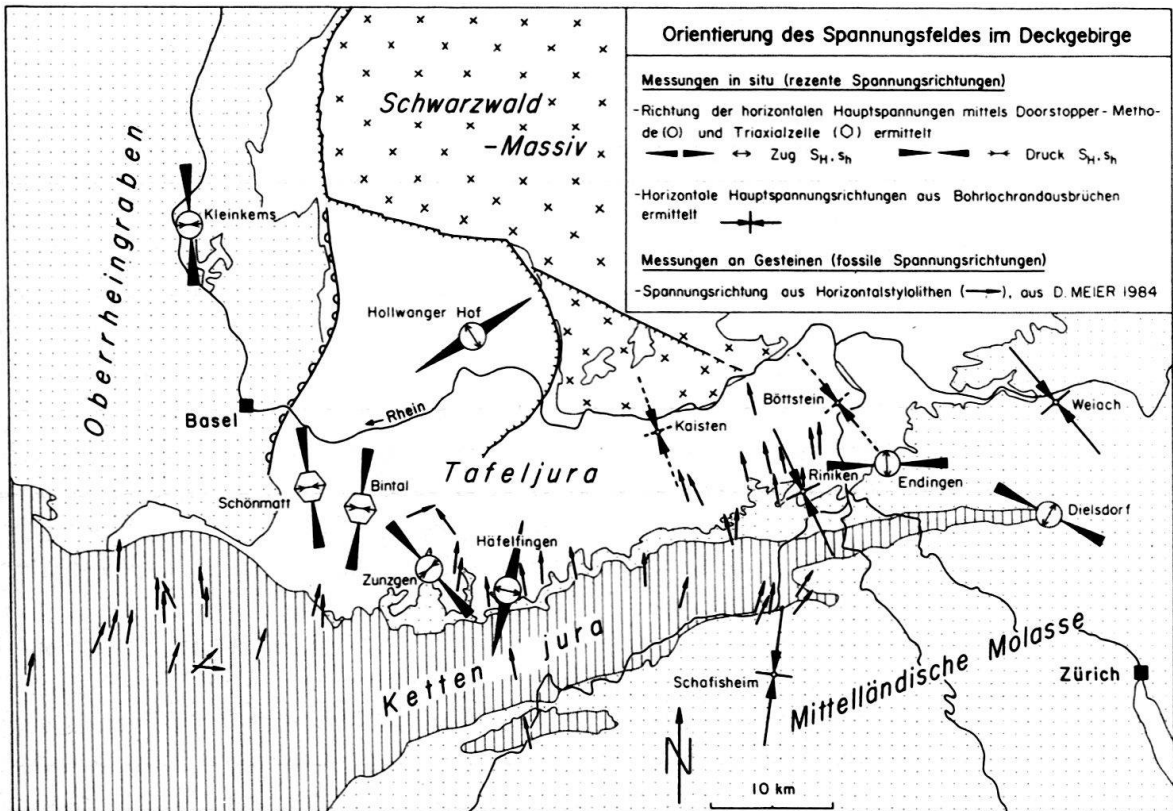 Orientierung des Spannungsfeldes im Deckgebirge
Messungen in situ (rezente Spannungsrichtungen)
-Richtung der horizontalen Hauptspannungen mittels Doorstopper-Metho-
de (O) und Triaxialzelle (⬡) ermittelt
Zug S_H, s_h Druck S_H, s_h
-Horizontale Hauptspannungsrichtungen aus Bohrlochrandausbrüchen
ermittelt
Messungen an Gesteinen (fossile Spannungsrichtungen)
-Spannungsrichtung aus Horizontalstylolithen (→), aus D. MEIER 1984
Schwarzwald
-Massiv
Oberrheingraben
Kleinkems
Hollwanger Hof
Basel
Rhein
Kaisten
Böttstein
Weiach
Tafeljura
Schönmatt
Bintal
Riniken
Endingen
Dielsdorf
Zunzgen
Häfelfingen
Ketten jura
Schafisheim
Mittelländische Molasse
Zürich
N
10 km